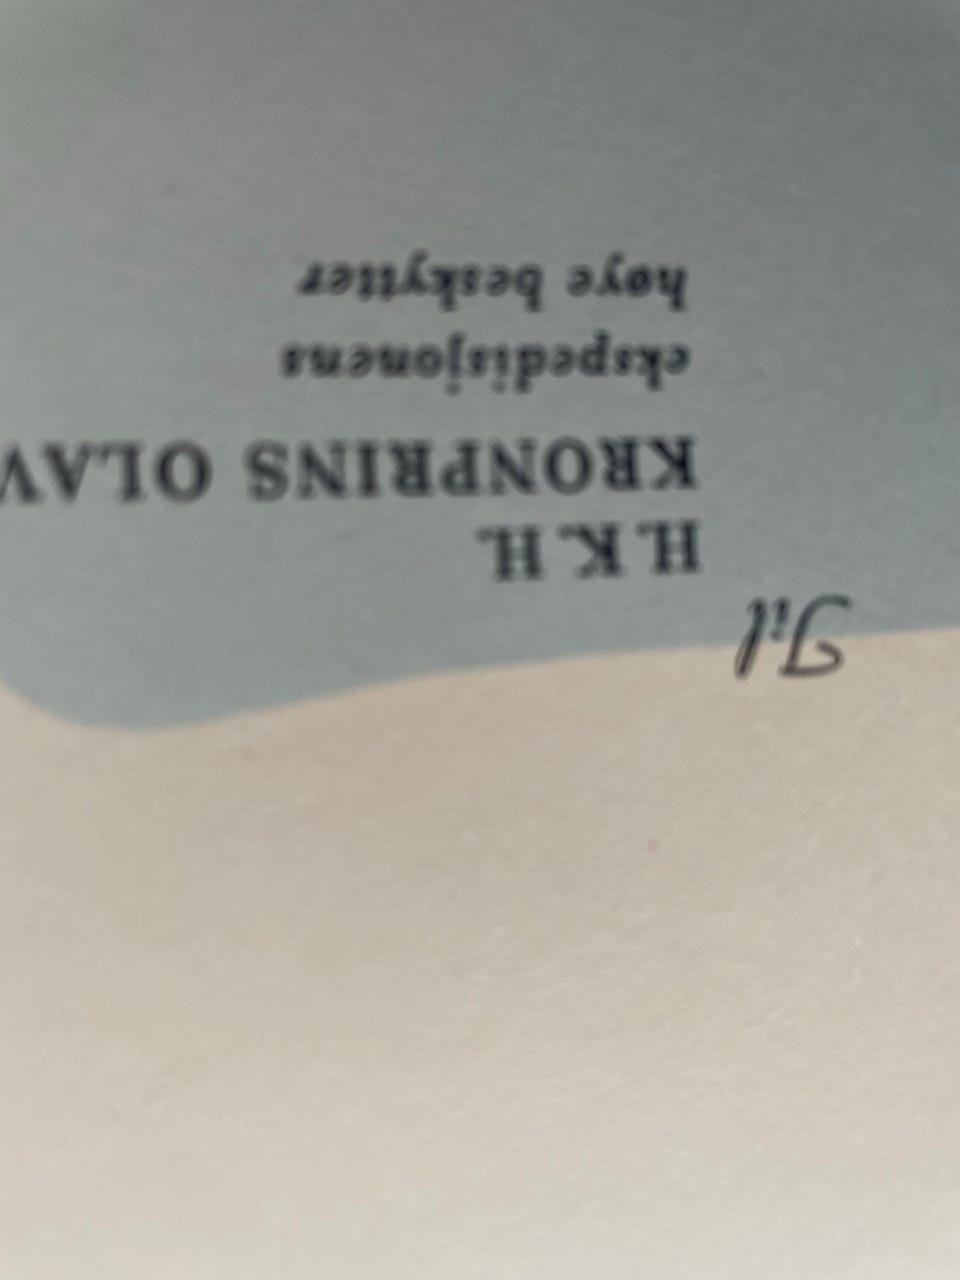 Til
H. K. H.
KRONPRINS OLAV
ekspedisjonens
høye beskytter